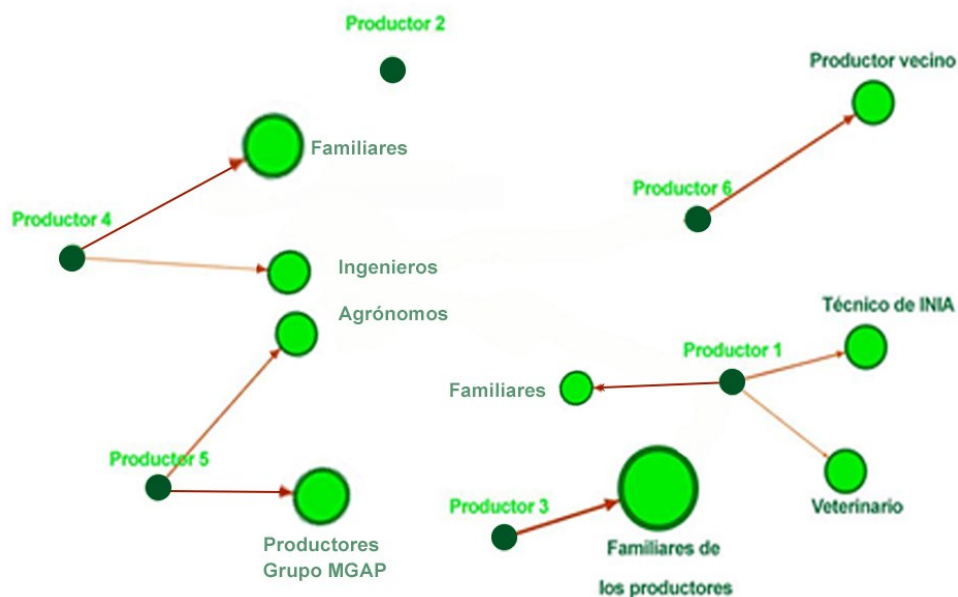 Productor 2
Productor vecino
Familiares
Productor 6
Productor 4
Ingenieros
Técnico de INIA
Agrónomos
Productor 1
Familiares
Productor 5
Productor 3
Veterinario
Productores
Grupo MGAP
Familiares de
los productores